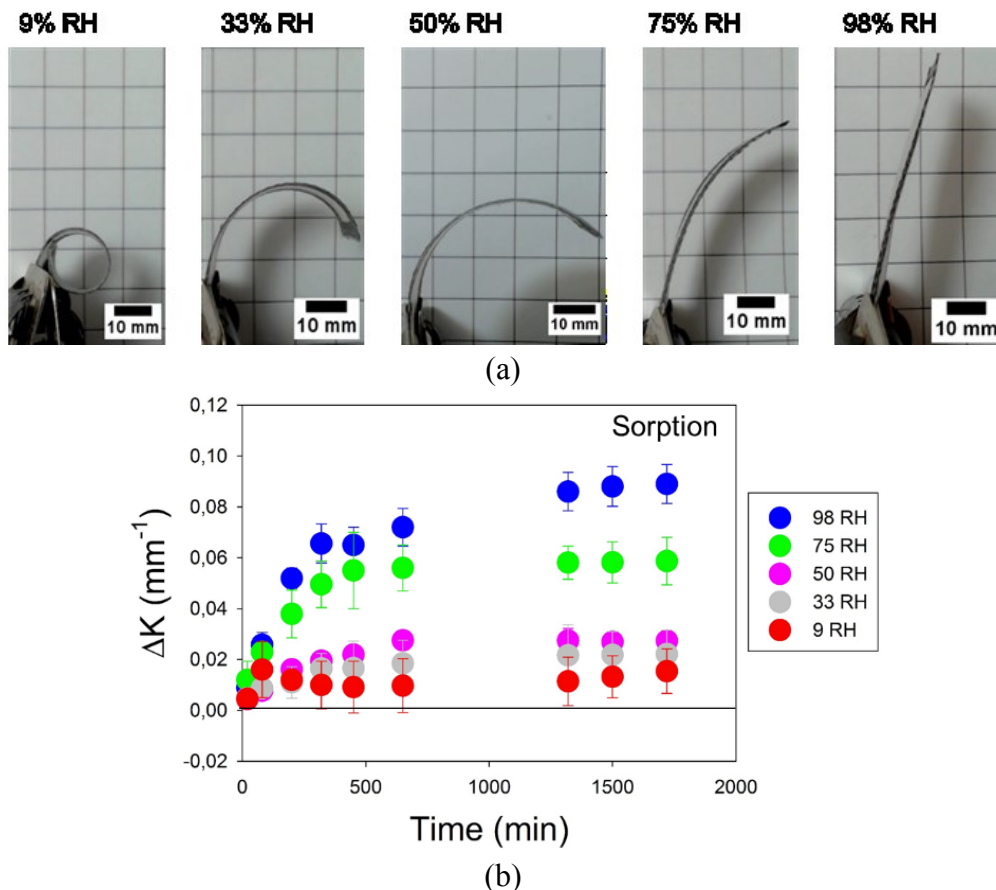 9% RH 33% RH 50% RH 75% RH 98% RH
10 mm 10 mm 10 mm 10 mm 10 mm
(a)
0,12
0,10
0,08
0,06
0,04
0,02
0,00
-0,02
ΔK (mm⁻¹)
Sorption
98 RH
75 RH
50 RH
33 RH
9 RH
0 500 1000 1500 2000
Time (min)
(b)